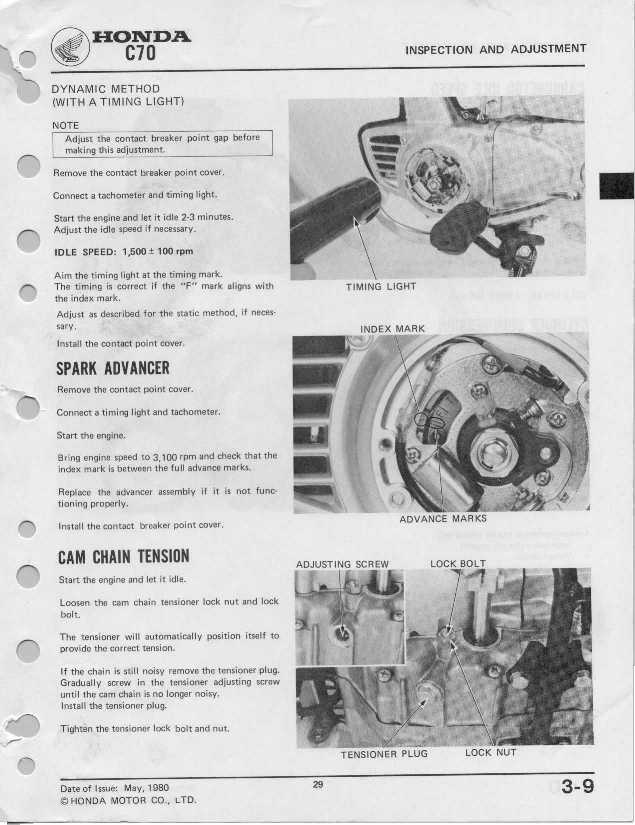 HONDA
C70
INSPECTION AND ADJUSTMENT
DYNAMIC METHOD
(WITH A TIMING LIGHT)
NOTE
Adjust the contact breaker point gap before
making this adjustment.
Remove the contact breaker point cover.
Connect a tachometer and timing light.
Start the engine and let it idle 2-3 minutes.
Adjust the idle speed if necessary.
IDLE SPEED: 1,500 ± 100 rpm
Aim the timing light at the timing mark.
The timing is correct if the "F" mark aligns with
the index mark.
Adjust as described for the static method, if neces-
sary.
Install the contact point cover.
SPARK ADVANCER
Remove the contact point cover.
Connect a timing light and tachometer.
Start the engine.
Bring engine speed to 3,100 rpm and check that the
index mark is between the full advance marks.
Replace the advancer assembly if it is not func-
tioning properly.
Install the contact breaker point cover.
CAM CHAIN TENSION
Start the engine and let it idle.
Loosen the cam chain tensioner lock nut and lock
bolt.
The tensioner will automatically position itself to
provide the correct tension.
If the chain is still noisy remove the tensioner plug.
Gradually screw in the tensioner adjusting screw
until the cam chain is no longer noisy.
Install the tensioner plug.
Tighten the tensioner lock bolt and nut.
TIMING LIGHT
INDEX MARK
ADVANCE MARKS
ADJUSTING SCREW
LOCK BOLT
TENSIONER PLUG
LOCK NUT
Date of Issue: May, 1980
© HONDA MOTOR CO., LTD.
29
3-9